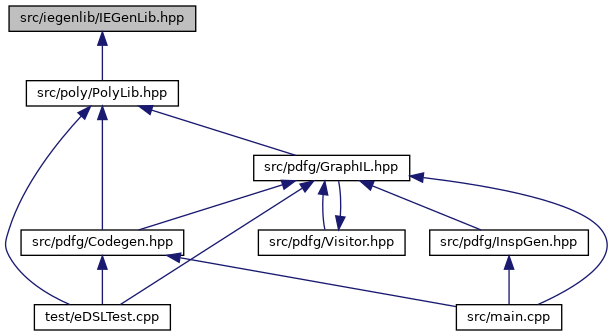 src/iegenlib/IEGenLib.hpp
src/poly/PolyLib.hpp
src/pdfg/GraphIL.hpp
src/pdfg/Codegen.hpp
src/pdfg/Visitor.hpp
src/pdfg/InspGen.hpp
test/eDSLTest.cpp
src/main.cpp